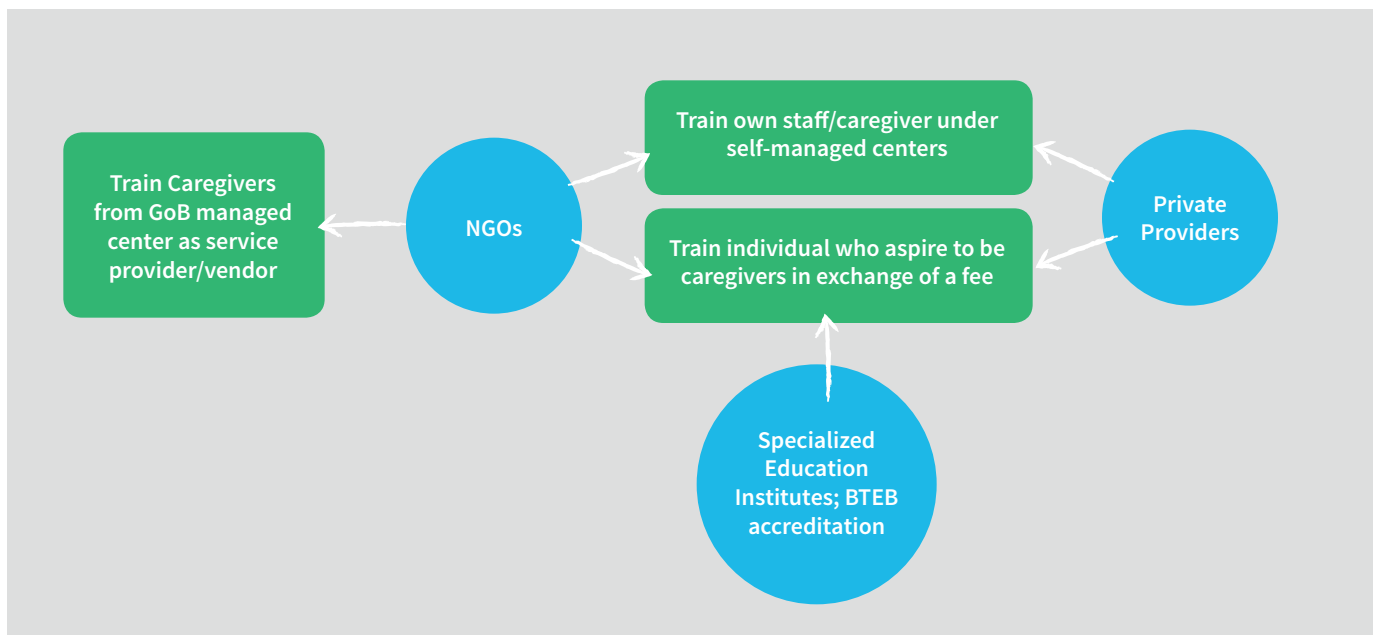 Train Caregivers
from GoB managed
center as service
provider/vendor
NGOs
Train own staff/caregiver under
self-managed centers
Train individual who aspire to be
caregivers in exchange of a fee
Private
Providers
Specialized
Education
Institutes; BTEB
accreditation